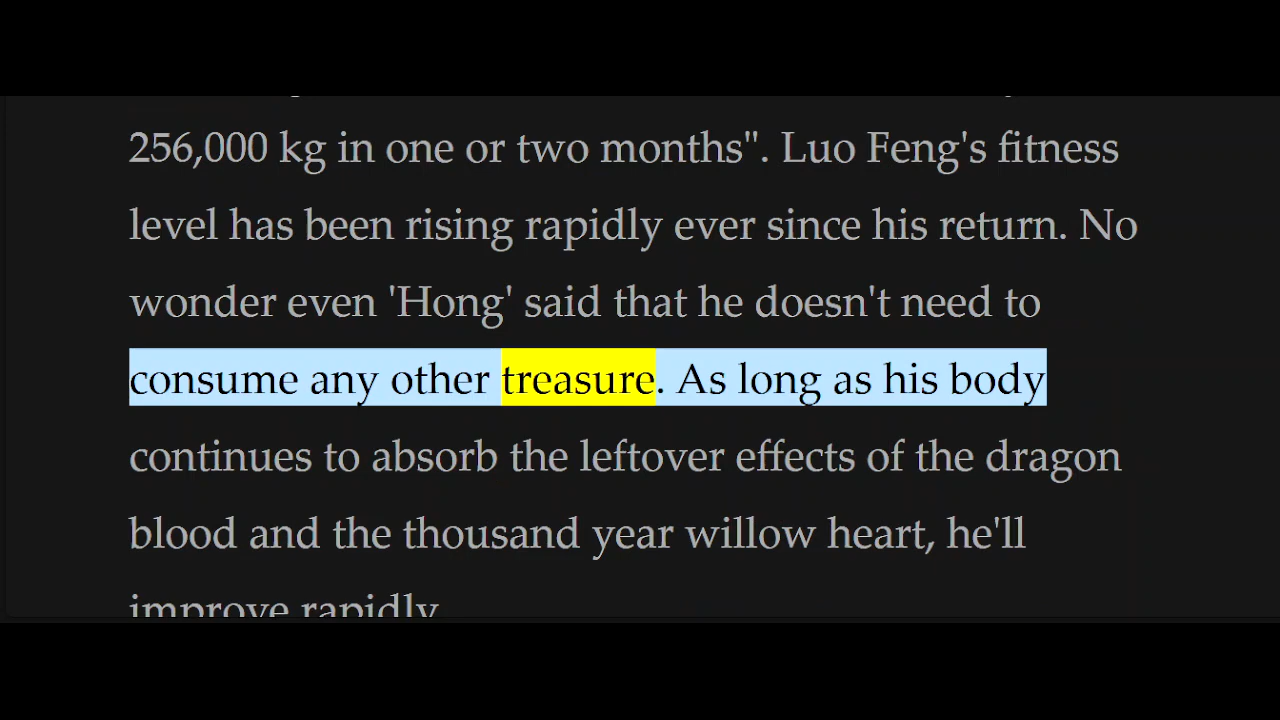 256,000 kg in one or two months". Luo Feng's fitness
level has been rising rapidly ever since his return. No
wonder even 'Hong' said that he doesn't need to
consume any other treasure. As long as his body
continues to absorb the leftover effects of the dragon
blood and the thousand year willow heart, he'll
improve rapidly